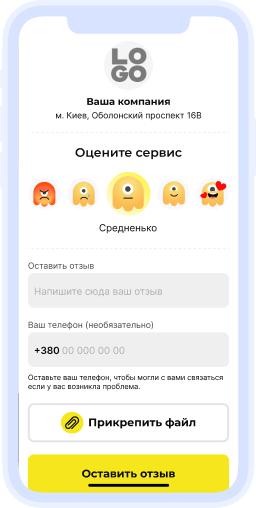 LO
GO
Ваша компания
м. Киев, Оболонский проспект 16В
Оцените сервис
Средненько
Оставить отзыв
Напишите сюда ваш отзыв
Ваш телефон (необязательно)
+380 00 000 00 00
Оставьте ваш телефон, чтобы могли с вами связаться
если у вас возникла проблема.
Прикрепить файл
Оставить отзыв